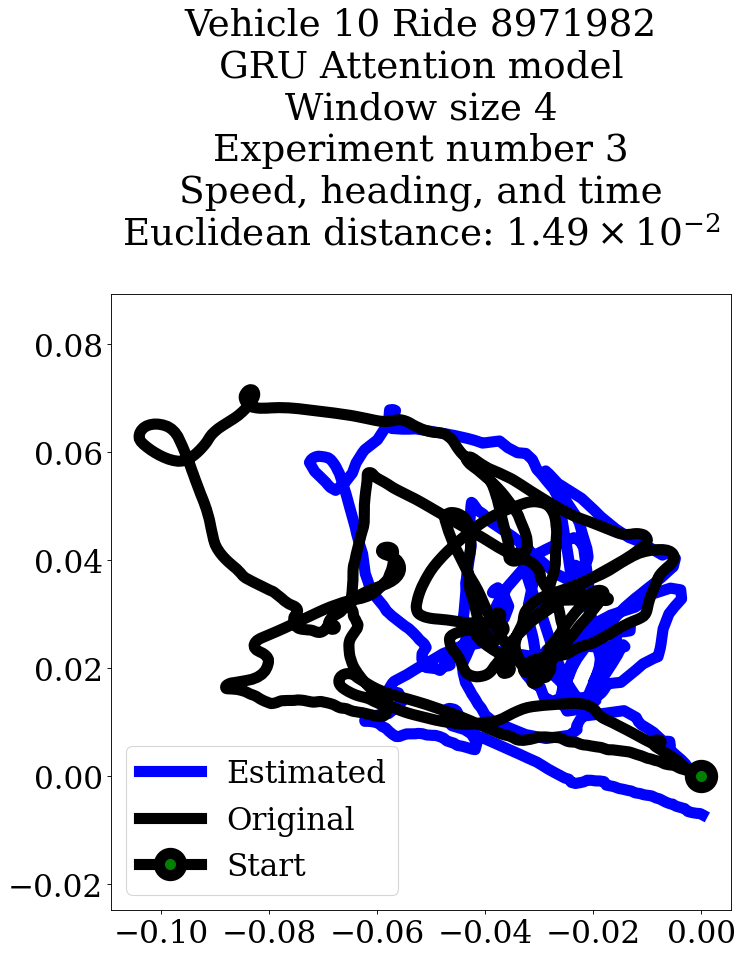 Vehicle 10 Ride 8971982
GRU Attention model
Window size 4
Experiment number 3
Speed, heading, and time
Euclidean distance: 1.49 × 10⁻²
0.08
0.06
0.04
0.02
0.00
−0.02
Estimated
Original
Start
−0.10 −0.08 −0.06 −0.04 −0.02 0.00